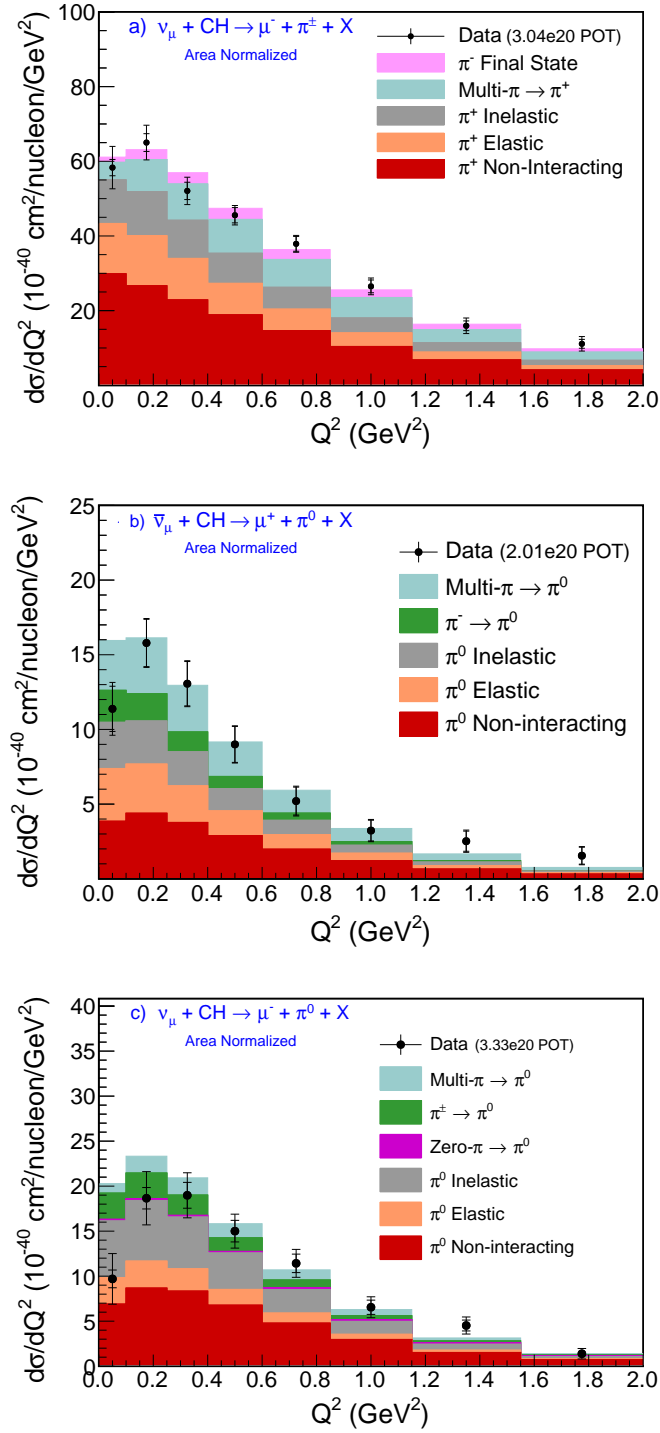 a) νμ + CH → μ- + π± + X
Area Normalized
Data (3.04e20 POT)
π- Final State
Multi-π → π+
π+ Inelastic
π+ Elastic
π+ Non-Interacting
100
80
60
40
20
dσ/dQ² (10⁻⁴⁰ cm²/nucleon/GeV²)
0.0 0.2 0.4 0.6 0.8 1.0 1.2 1.4 1.6 1.8 2.0
Q² (GeV²)
b) ν̄μ + CH → μ+ + π0 + X
Area Normalized
Data (2.01e20 POT)
Multi-π → π0
π- → π0
π0 Inelastic
π0 Elastic
π0 Non-interacting
25
20
15
10
5
dσ/dQ² (10⁻⁴⁰ cm²/nucleon/GeV²)
0.0 0.2 0.4 0.6 0.8 1.0 1.2 1.4 1.6 1.8 2.0
Q² (GeV²)
c) νμ + CH → μ- + π0 + X
Area Normalized
Data (3.33e20 POT)
Multi-π → π0
π± → π0
Zero-π → π0
π0 Inelastic
π0 Elastic
π0 Non-interacting
40
35
30
25
20
15
10
5
0
dσ/dQ² (10⁻⁴⁰ cm²/nucleon/GeV²)
0.0 0.2 0.4 0.6 0.8 1.0 1.2 1.4 1.6 1.8 2.0
Q² (GeV²)